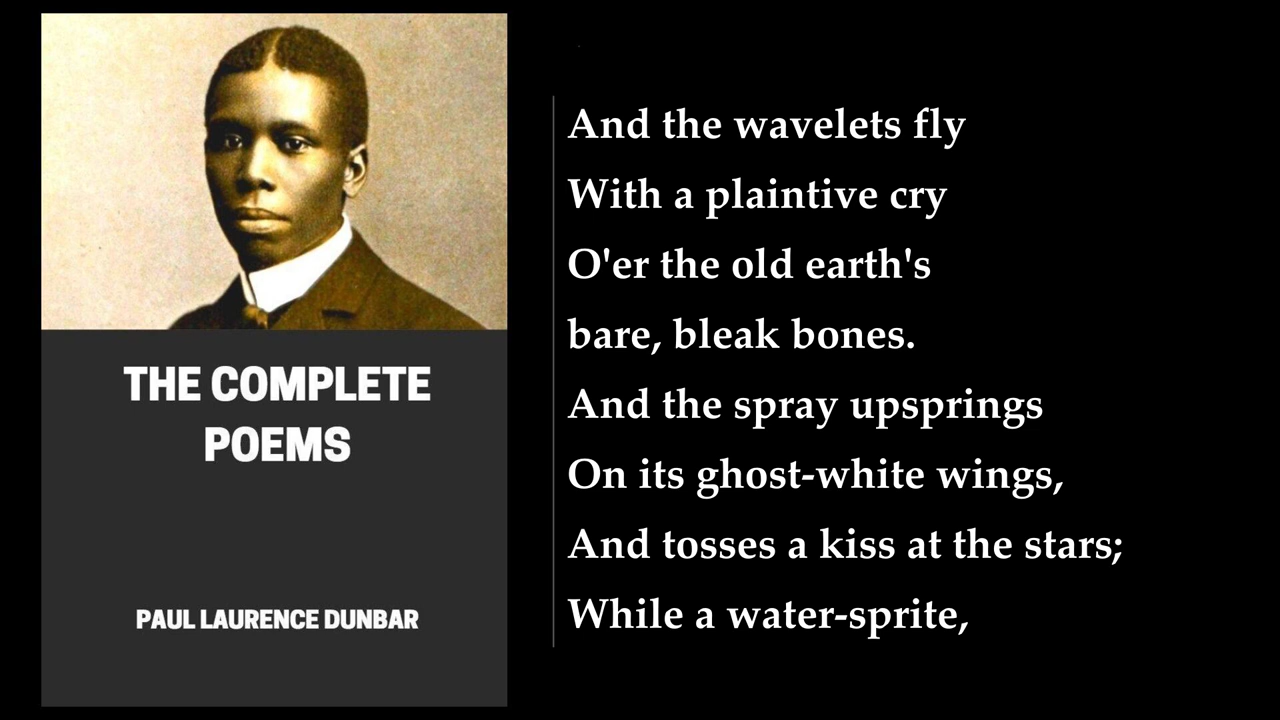 THE COMPLETE
POEMS
PAUL LAURENCE DUNBAR
And the wavelets fly
With a plaintive cry
O'er the old earth's
bare, bleak bones.
And the spray upsprings
On its ghost-white wings,
And tosses a kiss at the stars;
While a water-sprite,